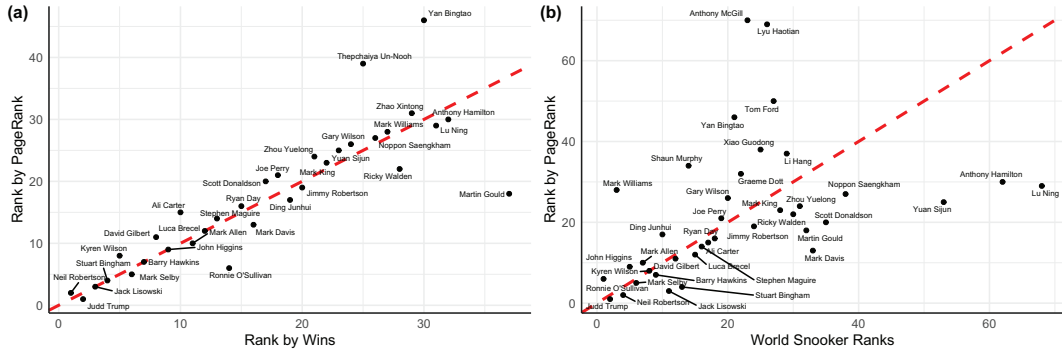 (a)
Yan Bingtao
Thepchaiya Un-Nooh
Zhao Xintong
Anthony Hamilton
Mark Williams
Lu Ning
Gary Wilson
Noppon Saengkham
Zhou Yuelong
Yuan Sijun
Joe Perry
Mark King
Ricky Walden
Scott Donaldson
Jimmy Robertson
Martin Gould
Ryan Day
Ding Junhui
Ali Carter
Stephen Maguire
Luca Brecel
Mark Allen
Mark Davis
David Gilbert
John Higgins
Kyren Wilson
Stuart Bingham
Barry Hawkins
Neil Robertson
Mark Selby
Ronnie O'Sullivan
Jack Lisowski
Judd Trump
0
10
20
30
40
0
10
20
30
Rank by PageRank
Rank by Wins
(b)
Anthony McGill
Lyu Haotian
Tom Ford
Yan Bingtao
Xiao Guodong
Shaun Murphy
Li Hang
Graeme Dott
Anthony Hamilton
Mark Williams
Lu Ning
Gary Wilson
Noppon Saengkham
Mark King
Zhou Yuelong
Yuan Sijun
Joe Perry
Ricky Walden
Scott Donaldson
Ding Junhui
Ryan Day
Jimmy Robertson
Martin Gould
Mark Allen
Ali Carter
Mark Davis
John Higgins
David Gilbert
Luca Brecel
Kyren Wilson
Barry Hawkins
Stephen Maguire
Ronnie O'Sullivan
Mark Selby
Stuart Bingham
Judd Trump
Neil Robertson
Jack Lisowski
0
20
40
60
0
20
40
60
Rank by PageRank
World Snooker Ranks